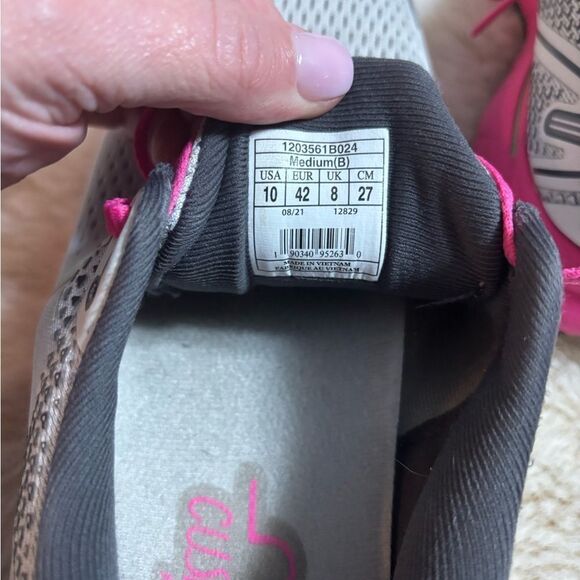 1203561B024
Medium(B)
USA EUR UK CM
10 42 8 27
08/21 12829
1 90340 95263 0
MADE IN VIETNAM
FABRIQUE AU VIETNAM